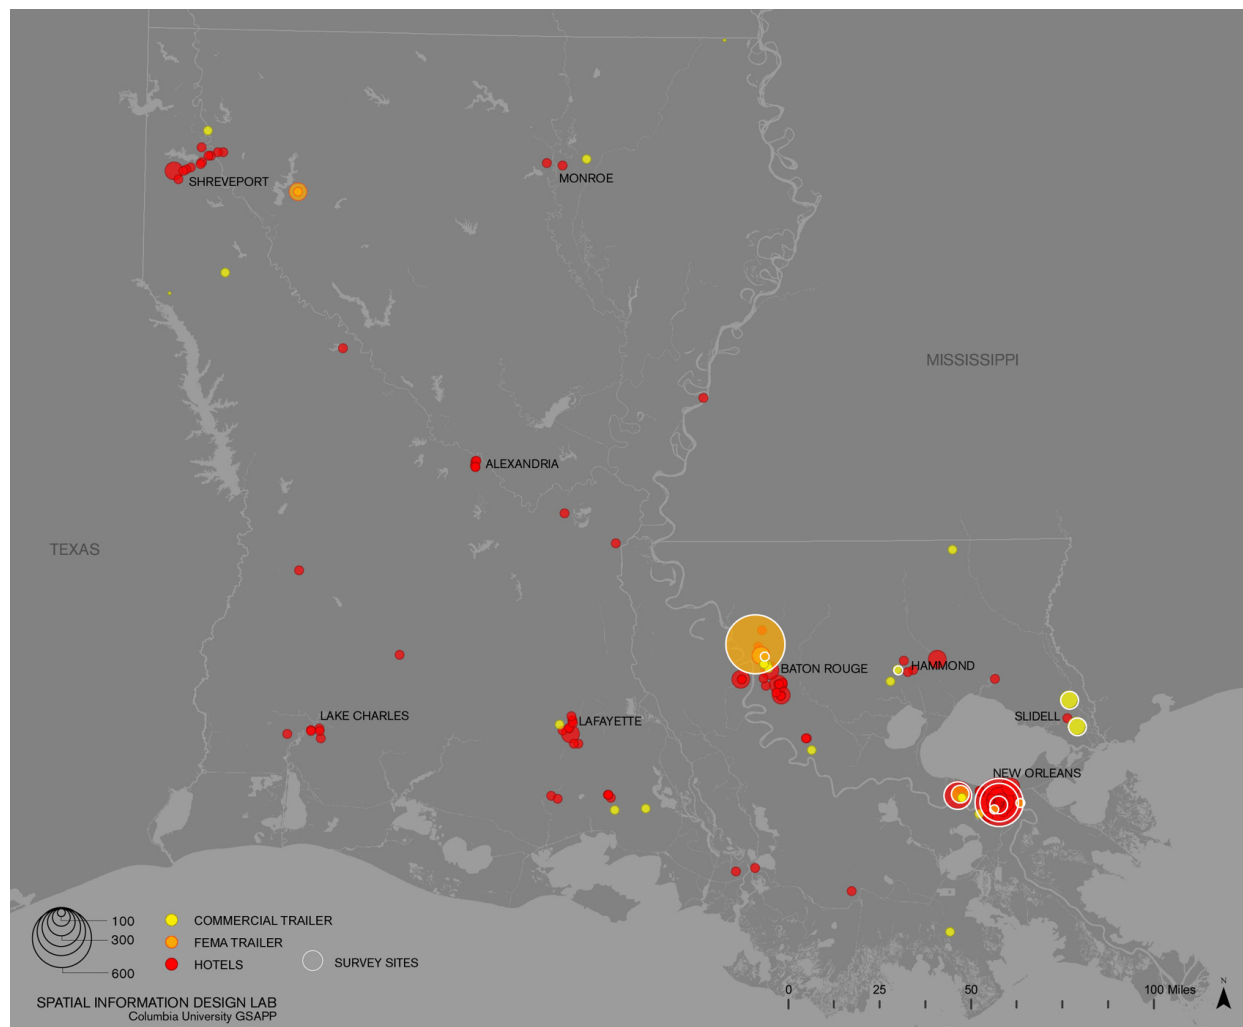 SHREVEPORT
MONROE
MISSISSIPPI
ALEXANDRIA
TEXAS
BATON ROUGE
HAMMOND
LAKE CHARLES
LAFAYETTE
SLIDELL
NEW ORLEANS
100
300
600
COMMERCIAL TRAILER
FEMA TRAILER
HOTELS
SURVEY SITES
0 25 50 100 Miles
N
SPATIAL INFORMATION DESIGN LAB
Columbia University GSAPP